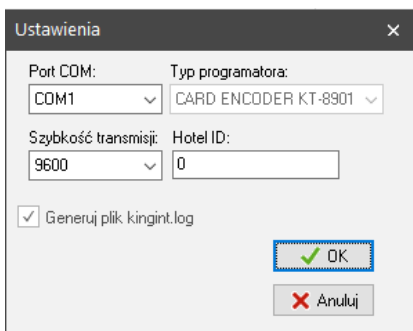 Ustawienia
Port COM: Typ programatora:
COM1 CARD ENCODER KT-8901
Szybkość transmisji: Hotel ID:
9600 0
Generuj plik kingint.log
OK
Anuluj